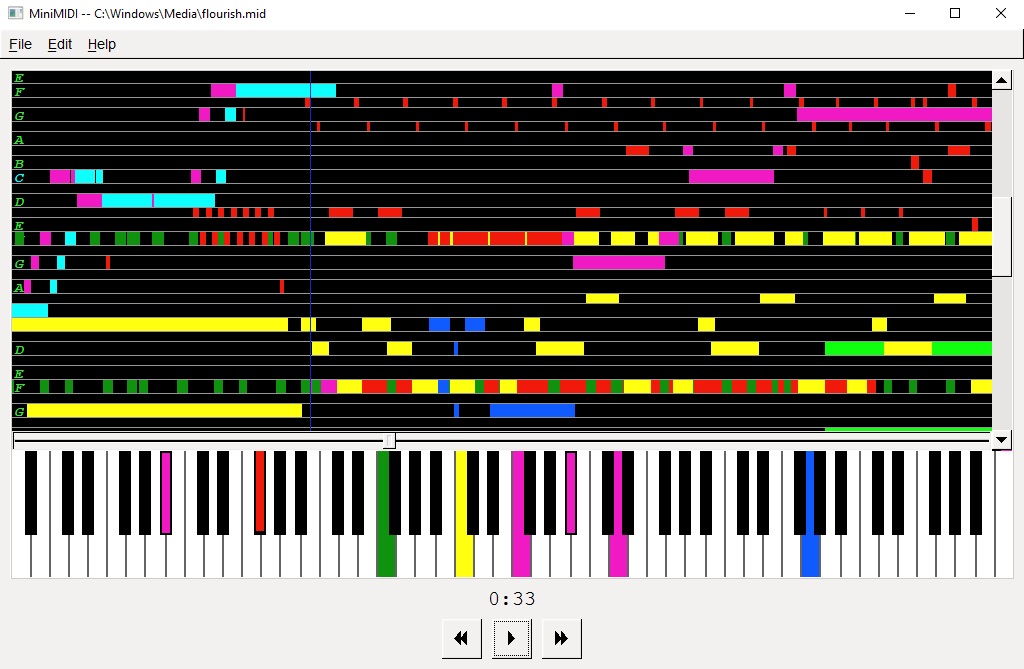 MiniMIDI -- C:\Windows\Media\flourish.mid
File Edit Help
E
F
G
A
B
C
D
E
G
A
D
E
F
G
0:33